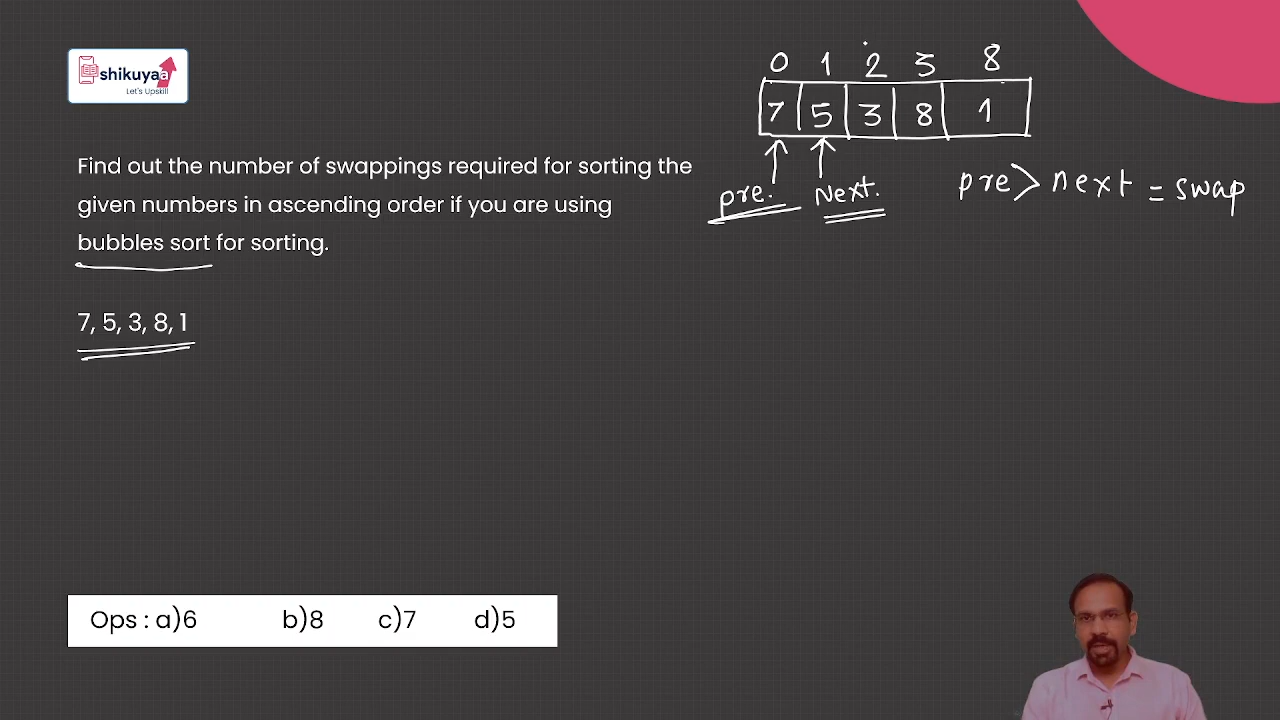 shikuyaa
Let's Upskill
0 1 2 3 8
7 5 3 8 1
pre. Next.
pre > next = swap
Find out the number of swappings required for sorting the
given numbers in ascending order if you are using
bubbles sort for sorting.
7, 5, 3, 8, 1
Ops : a)6 b)8 c)7 d)5